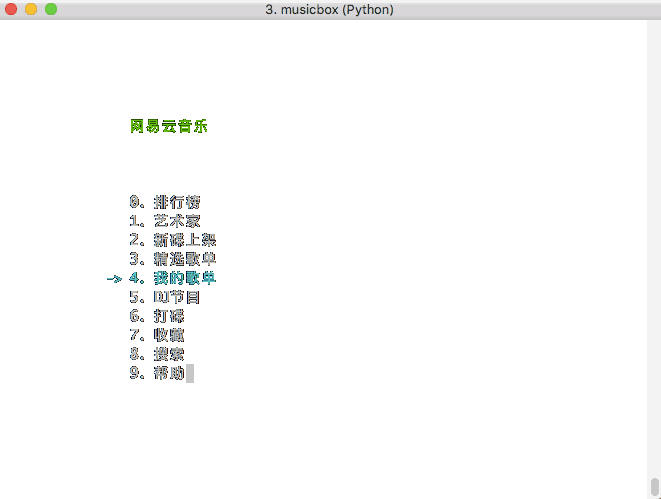 3. musicbox (Python)
网易云音乐
0. 排行榜
1. 艺术家
2. 新碟上架
3. 精选歌单
-> 4. 我的歌单
5. DJ节目
6. 打碟
7. 收藏
8. 搜索
9. 帮助